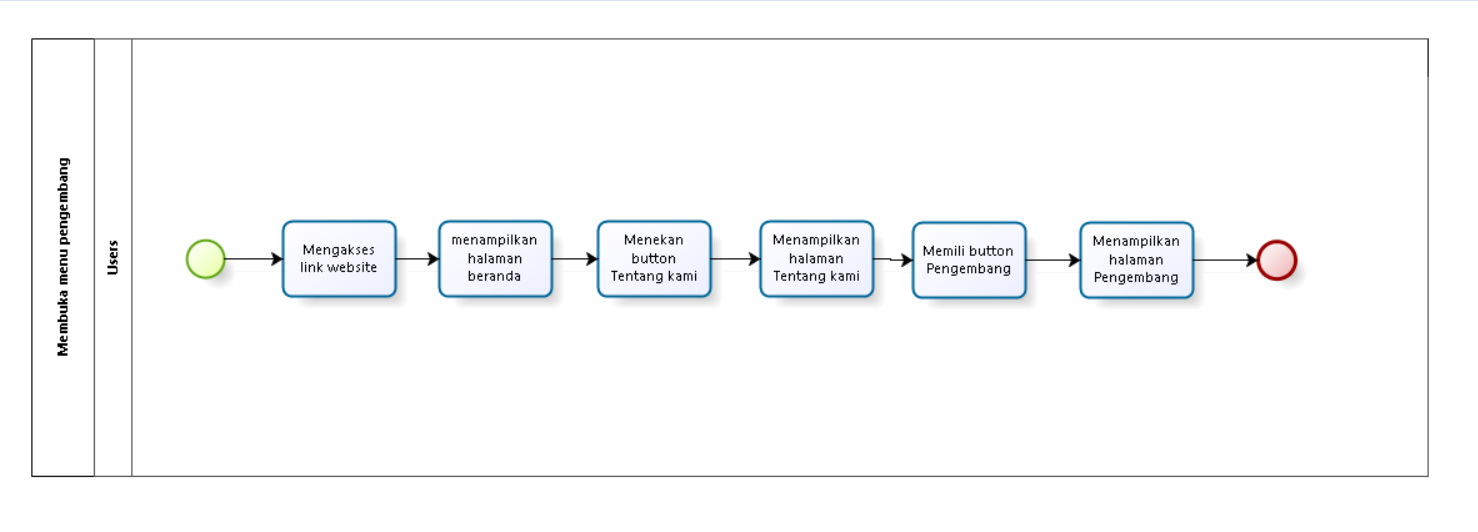 Membuka menu pengembang
Users
Mengakses
link website
menampilkan
halaman
beranda
Menekan
button
Tentang kami
Menampilkan
halaman
Tentang kami
Memili button
Pengembang
Menampilkan
halaman
Pengembang